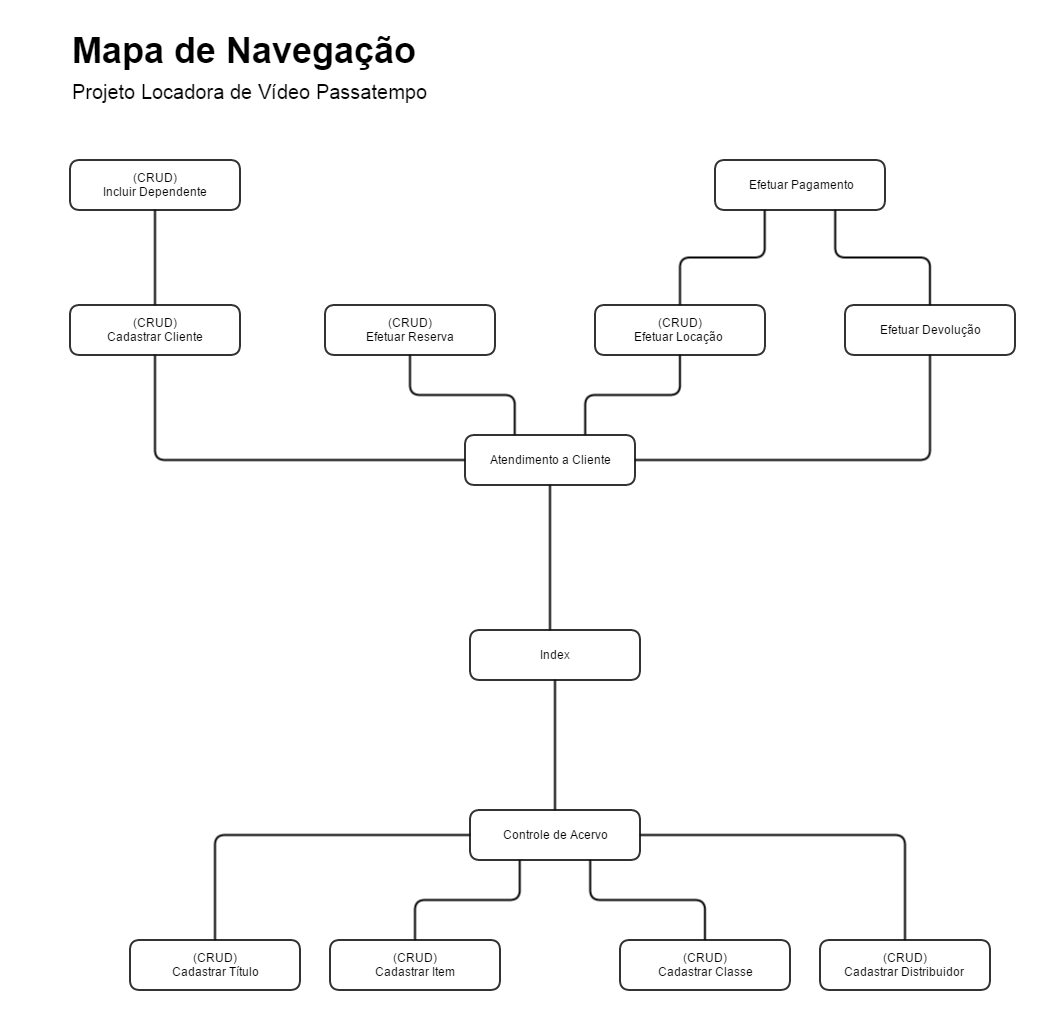 Mapa de Navegação
Projeto Locadora de Vídeo Passatempo
(CRUD)
Incluir Dependente
Efetuar Pagamento
(CRUD)
Cadastrar Cliente
(CRUD)
Efetuar Reserva
(CRUD)
Efetuar Locação
Efetuar Devolução
Atendimento a Cliente
Index
Controle de Acervo
(CRUD)
Cadastrar Título
(CRUD)
Cadastrar Item
(CRUD)
Cadastrar Classe
(CRUD)
Cadastrar Distribuidor